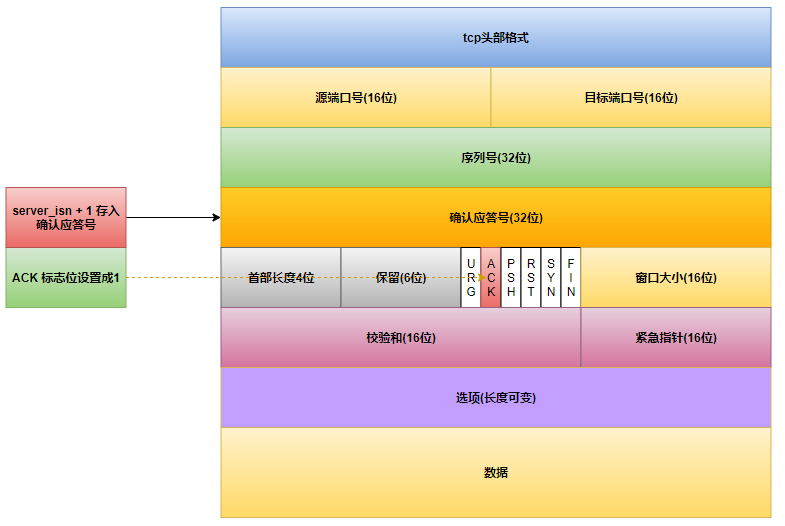 tcp头部格式
源端口号(16位)
目标端口号(16位)
序列号(32位)
server_isn + 1 存入
确认应答号
确认应答号(32位)
ACK 标志位设置成1
首部长度4位
保留(6位)
URG
ACK
PSH
RST
SYN
FIN
窗口大小(16位)
校验和(16位)
紧急指针(16位)
选项(长度可变)
数据